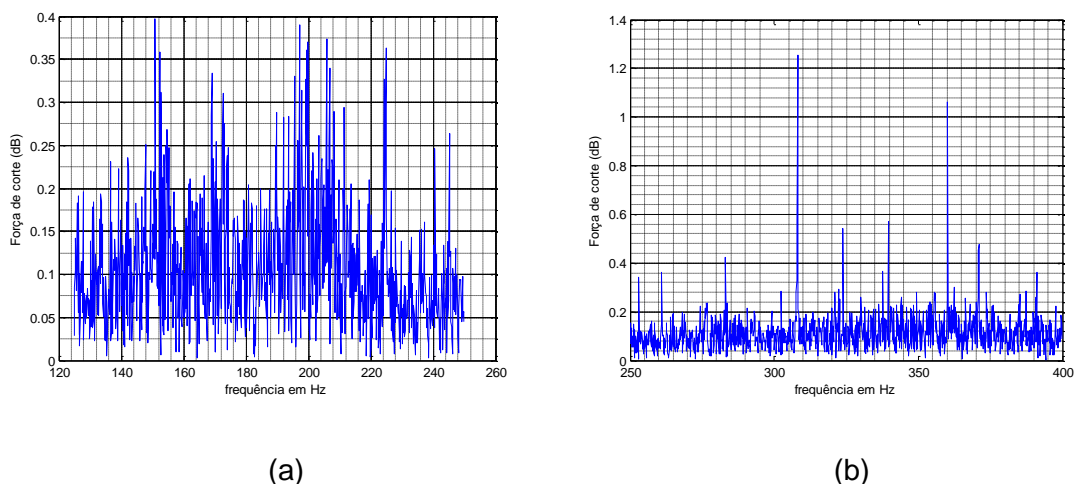 0.4
0.35
0.3
0.25
0.2
0.15
0.1
0.05
0
Força de corte (dB)
120 140 160 180 200 220 240 260
frequência em Hz
(a)
1.4
1.2
1
0.8
0.6
0.4
0.2
0
Força de corte (dB)
250 300 350 400
frequência em Hz
(b)